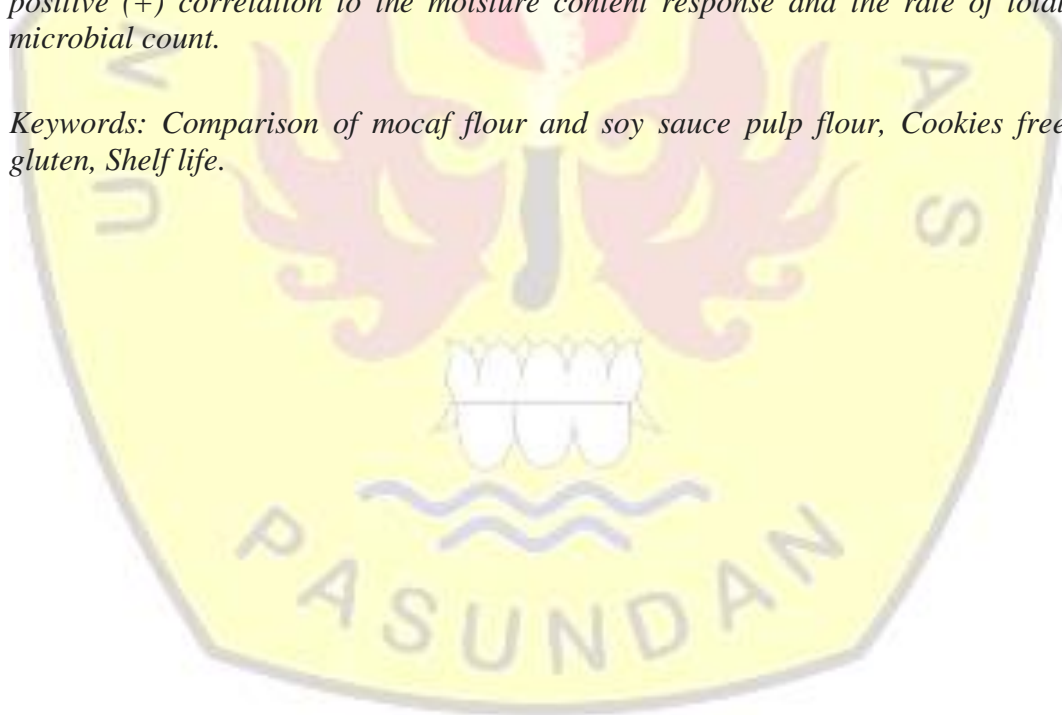 positive (+) correlation to the moisture content response and the rate of total
microbial count.
Keywords: Comparison of mocaf flour and soy sauce pulp flour, Cookies free
gluten, Shelf life.
PASUNDAN